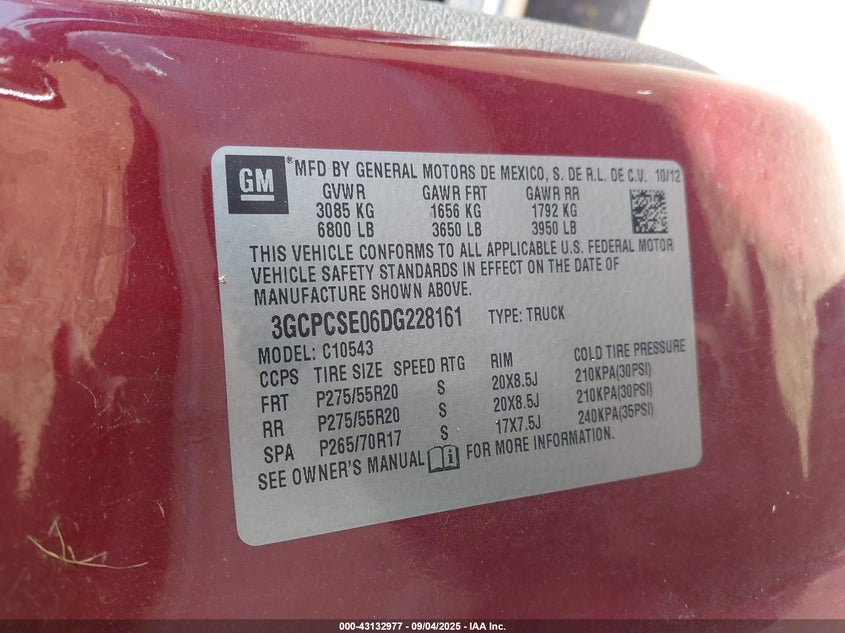 GM
® MFD BY GENERAL MOTORS DE MEXICO, S. DE R.L. DE C.V. 10/12
GVWR GAWR FRT GAWR RR
3085 KG 1656 KG 1792 KG
6800 LB 3650 LB 3950 LB
THIS VEHICLE CONFORMS TO ALL APPLICABLE U.S. FEDERAL MOTOR
VEHICLE SAFETY STANDARDS IN EFFECT ON THE DATE OF
MANUFACTURE SHOWN ABOVE.
3GCPCSE06DG228161 TYPE: TRUCK
MODEL: C10543
CCPS TIRE SIZE SPEED RTG RIM COLD TIRE PRESSURE
FRT P275/55R20 S 20X8.5J 210KPA(30PSI)
RR P275/55R20 S 20X8.5J 210KPA(30PSI)
SPA P265/70R17 S 17X7.5J 240KPA(35PSI)
SEE OWNER'S MANUAL i FOR MORE INFORMATION.
000-43132977 - 09/04/2025 - IAA Inc.